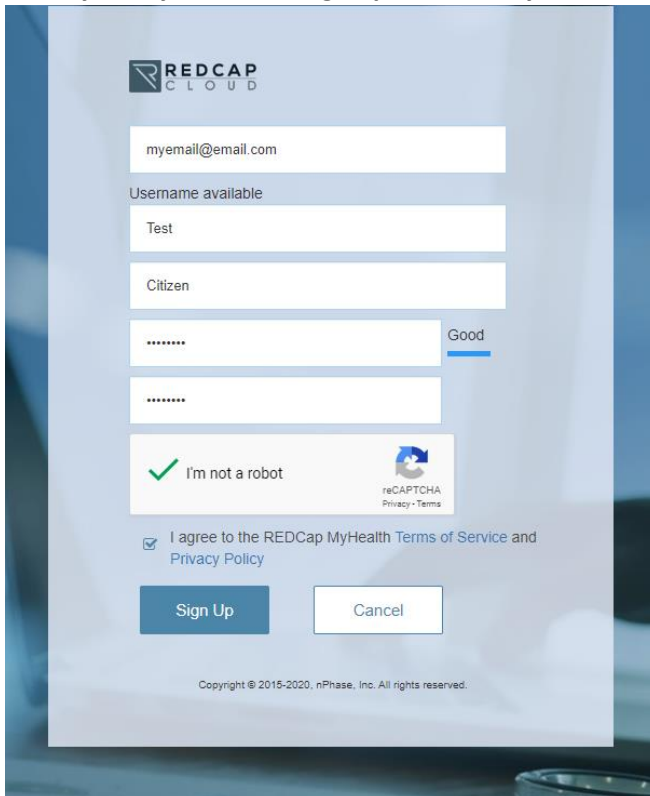 REDCAP
CLOUD
myemail@email.com
Username available
Test
Citizen
••••••••
Good
••••••••
I'm not a robot
reCAPTCHA
Privacy - Terms
I agree to the REDCap MyHealth Terms of Service and
Privacy Policy
Sign Up
Cancel
Copyright © 2015-2020, nPhase, Inc. All rights reserved.